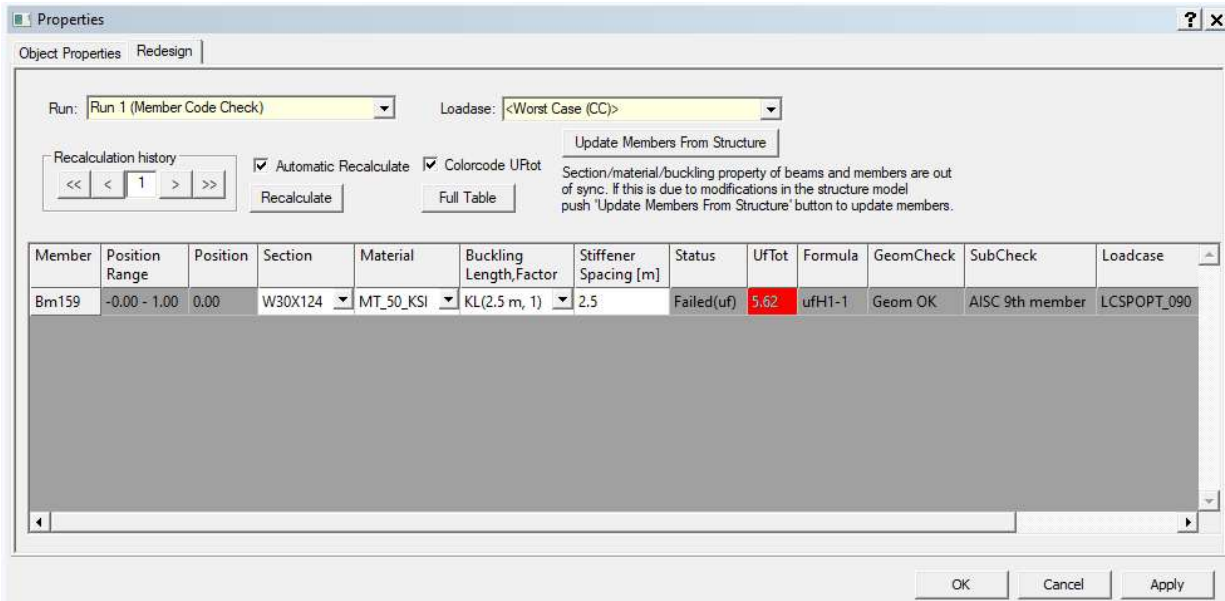 Properties
? x
Object Properties Redesign
Run: Run 1 (Member Code Check) Loadase: <Worst Case (CC)>
Update Members From Structure
Recalculation history
<< < 1 > >>
Automatic Recalculate Colorcode UFtot
Recalculate Full Table
Section/material/buckling property of beams and members are out
of sync. If this is due to modifications in the structure model
push 'Update Members From Structure' button to update members.
Member Position Range Position Section Material Buckling Length,Factor Stiffener Spacing [m] Status UfTot Formula GeomCheck SubCheck Loadcase
Bm159 -0.00 - 1.00 0.00 W30X124 MT_50_KSI KL(2.5 m, 1) 2.5 Failed(uf) 5.62 ufH1-1 Geom OK AISC 9th member LCSPOPT_090
OK Cancel Apply